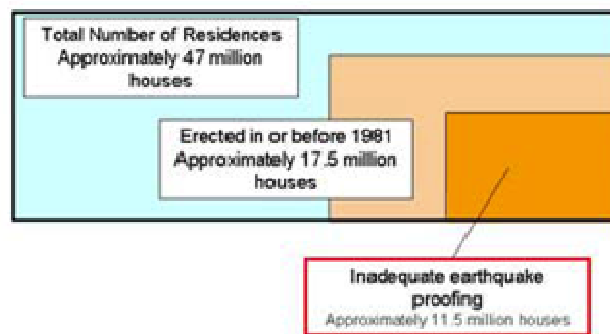 Total Number of Residences
Approximately 47 million
houses
Erected in or before 1981
Approximately 17.5 million
houses
Inadequate earthquake
proofing
Approximately 11.5 million houses